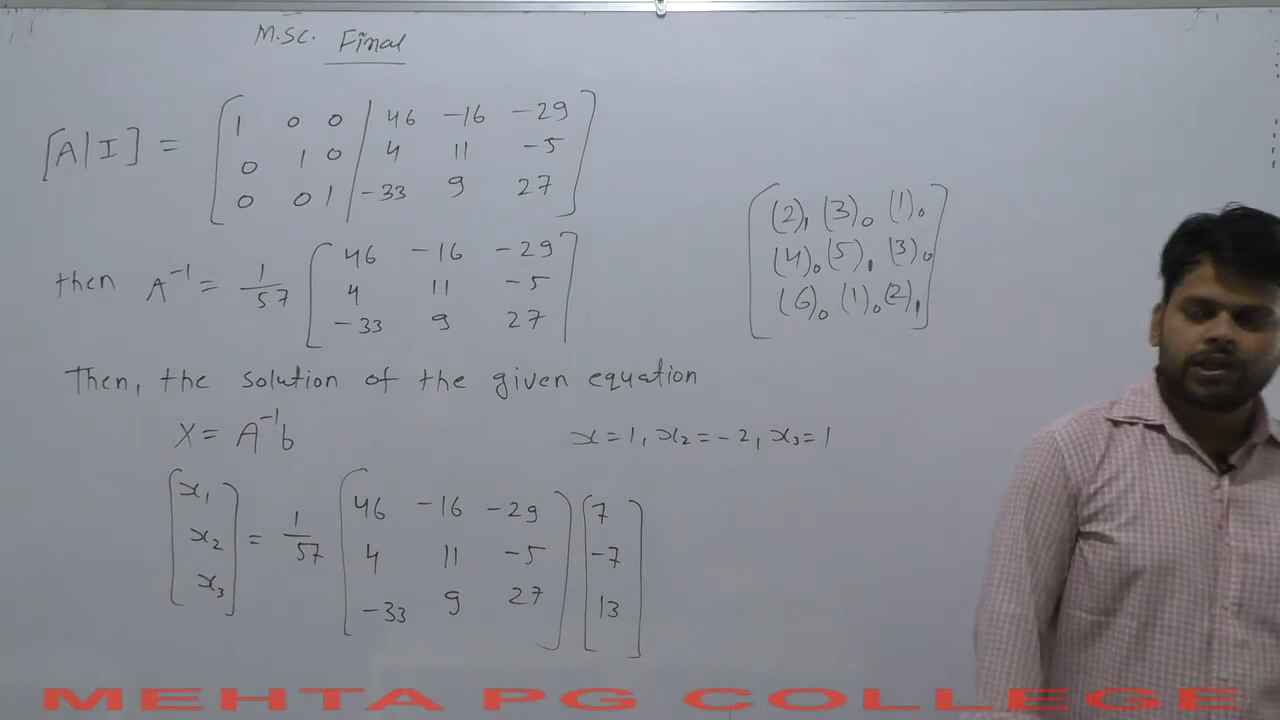 M.Sc. Final
[A|I] = [ 1 0 0 | 46 -16 -29
0 1 0 | 4 11 -5
0 0 1 | -33 9 27 ]
then A⁻¹ = 1/57 [ 46 -16 -29
4 11 -5
-33 9 27 ]
[ (2)₁ (3)₀ (1)₀
(4)₀ (5)₁ (3)₀
(6)₀ (1)₀ (2)₁ ]
Then, the solution of the given equation
X = A⁻¹b
x=1, x₂=-2, x₃=1
[ x₁ x₂ x₃ ] = 1/57 [ 46 -16 -29 ] [ 7
4 11 -5 -7
-33 9 27 13 ]
MEHTA PG COLLEGE